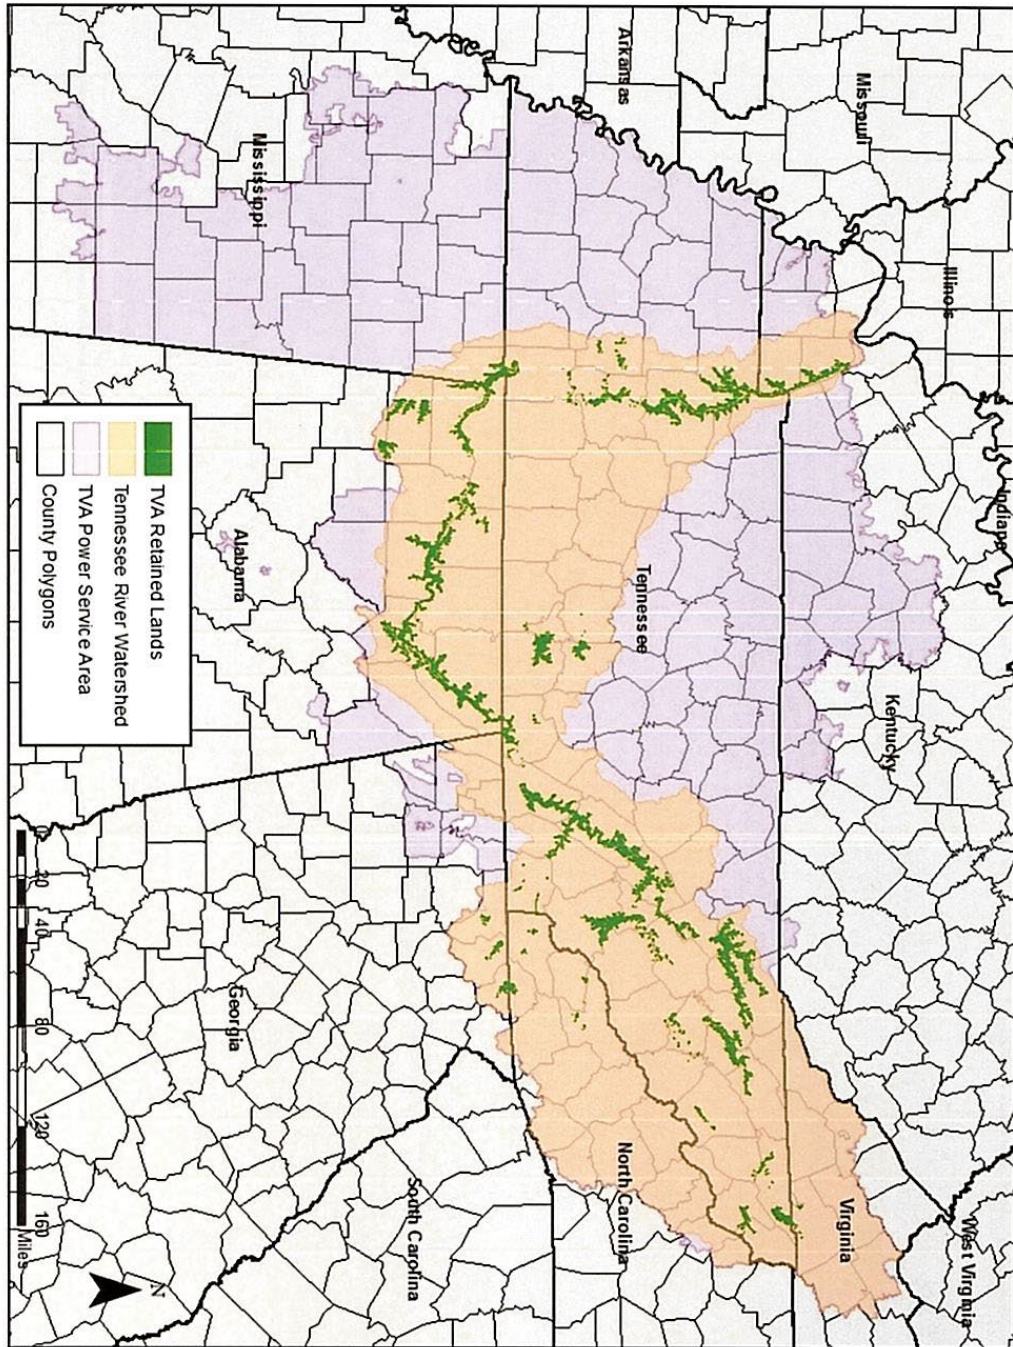 Missouri
Illinois
Indiana
Kentucky
West Virginia
Virginia
Arkansas
Tennessee
North Carolina
Mississippi
Alabama
Georgia
South Carolina
TVA Retained Lands
Tennessee River Watershed
TVA Power Service Area
County Polygons
0 20 40 80 120 160
Miles
N